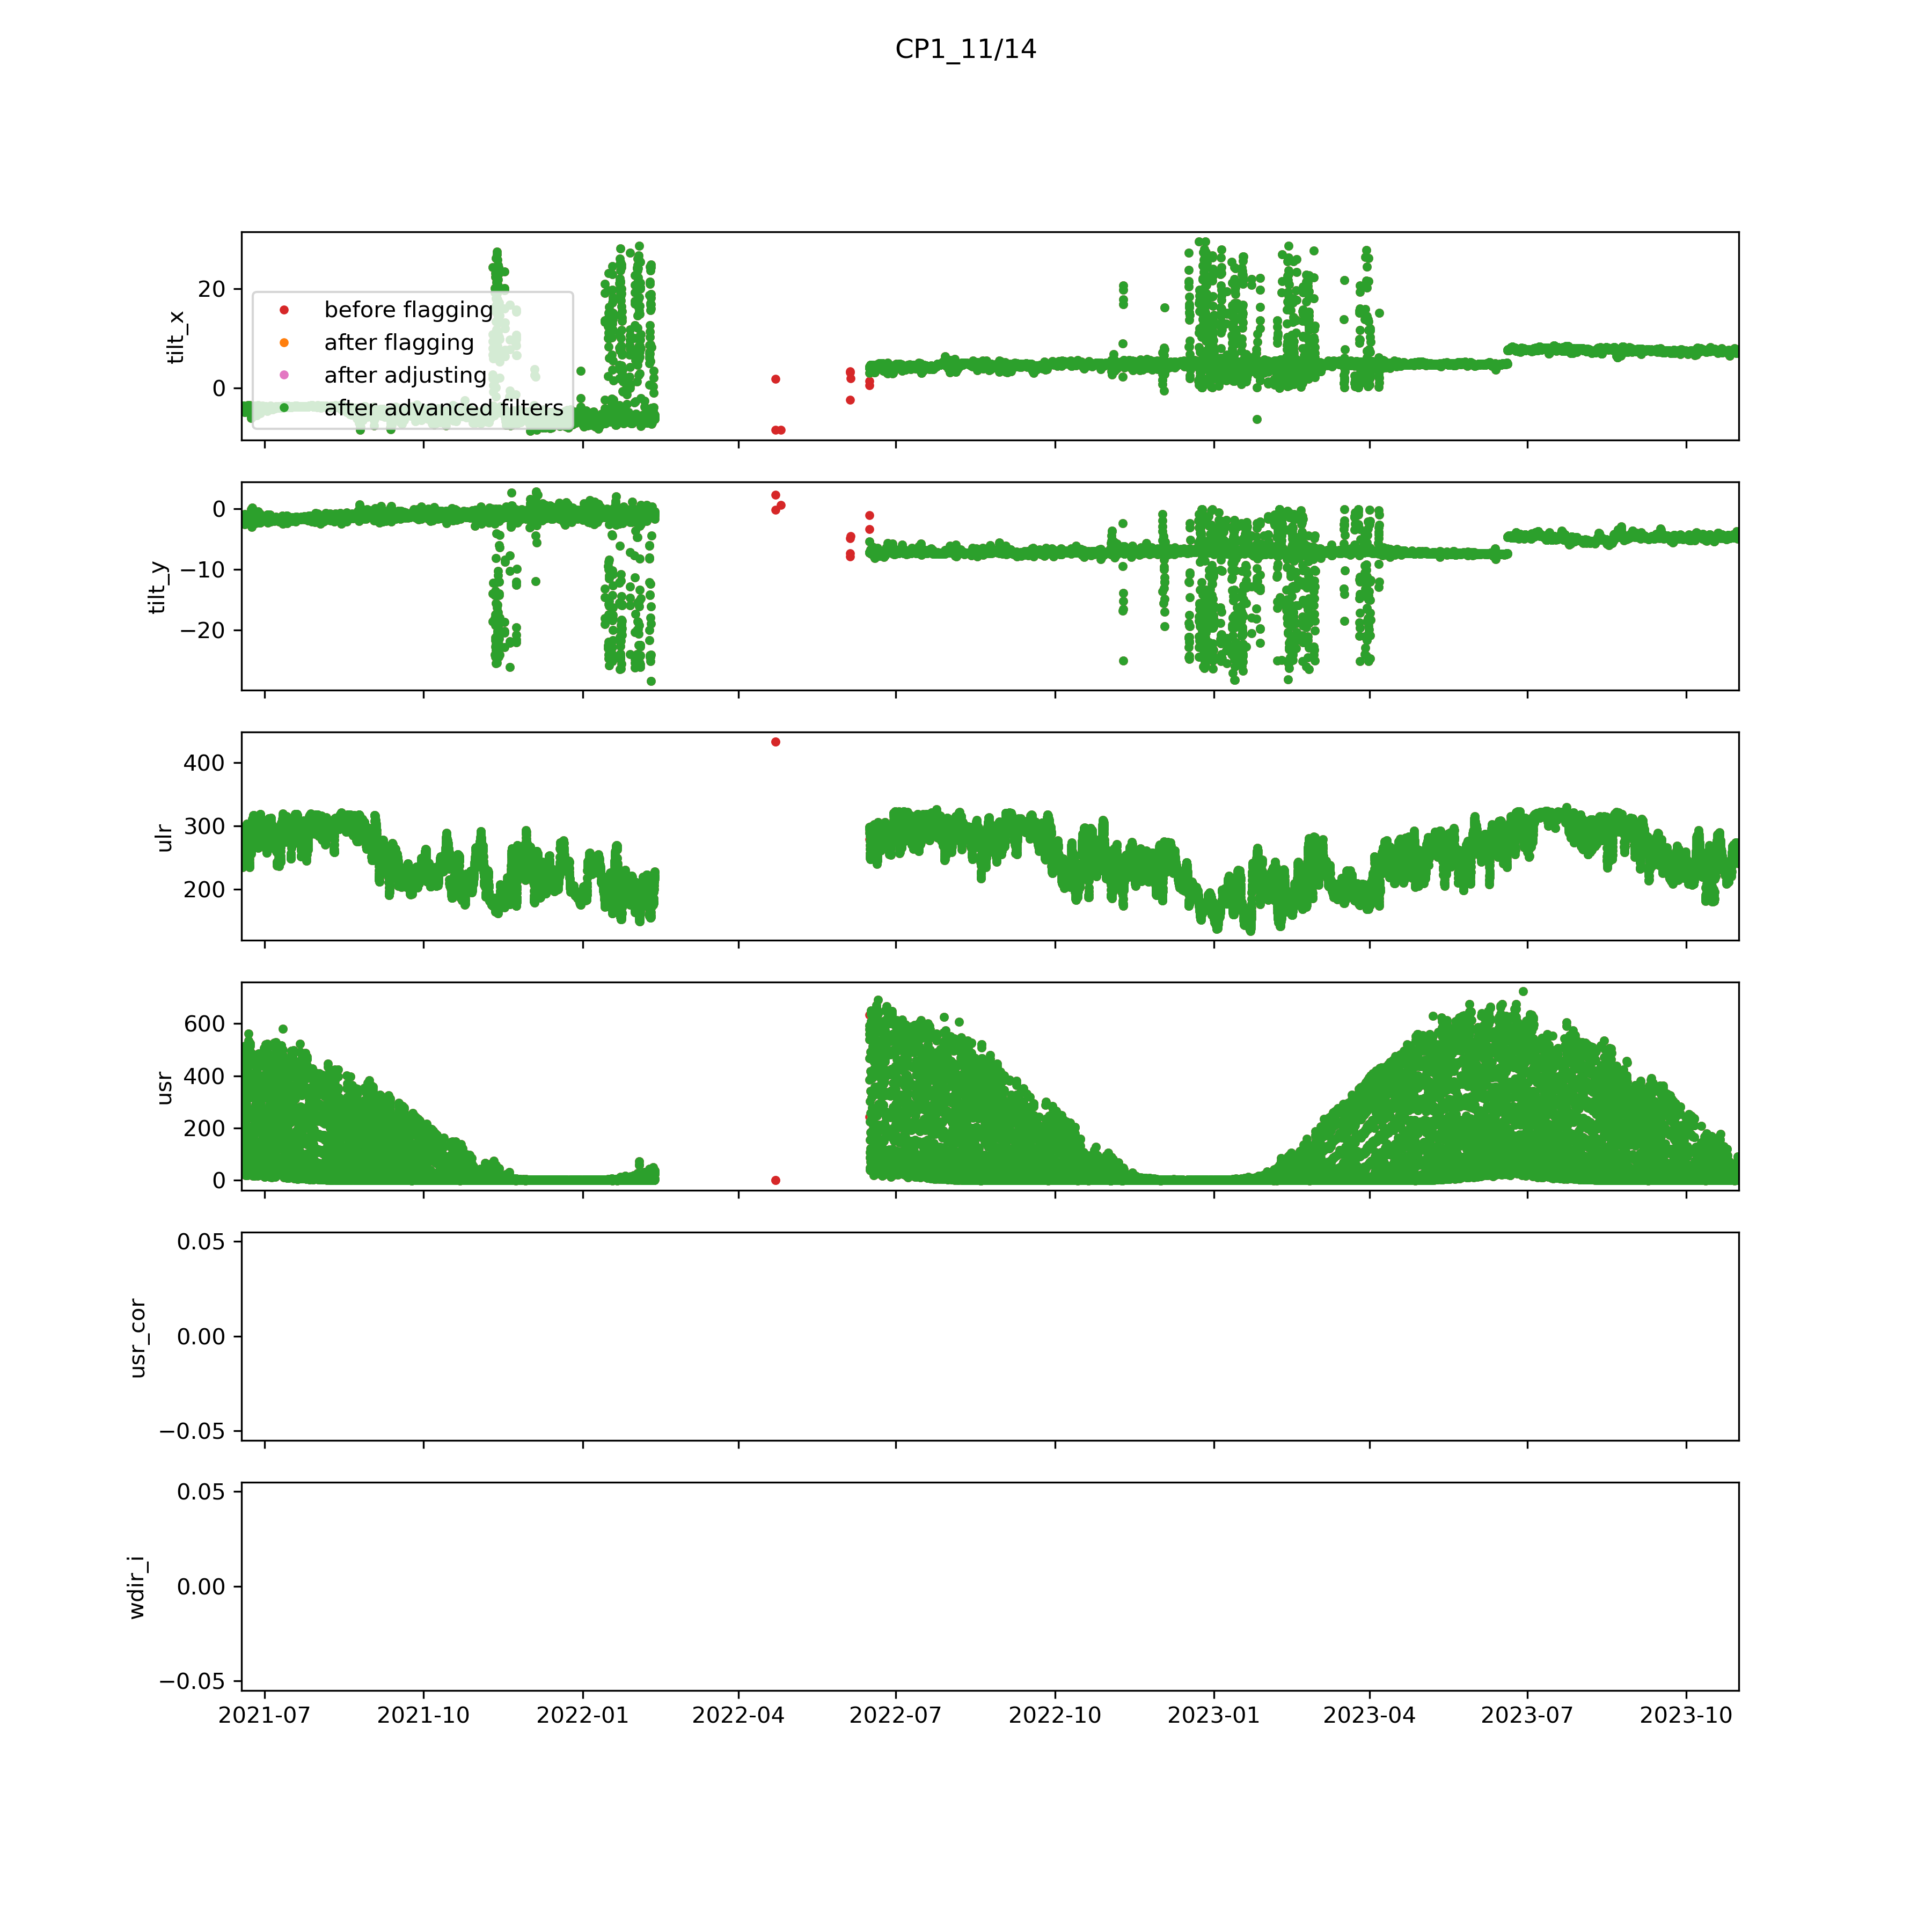 CP1_11/14
20
0
tilt_x
before flagging
after flagging
after adjusting
after advanced filters
0
−10
−20
tilt_y
400
300
200
ulr
600
400
200
0
usr
0.05
0.00
−0.05
usr_cor
0.05
0.00
−0.05
wdir_i
2021-07 2021-10 2022-01 2022-04 2022-07 2022-10 2023-01 2023-04 2023-07 2023-10